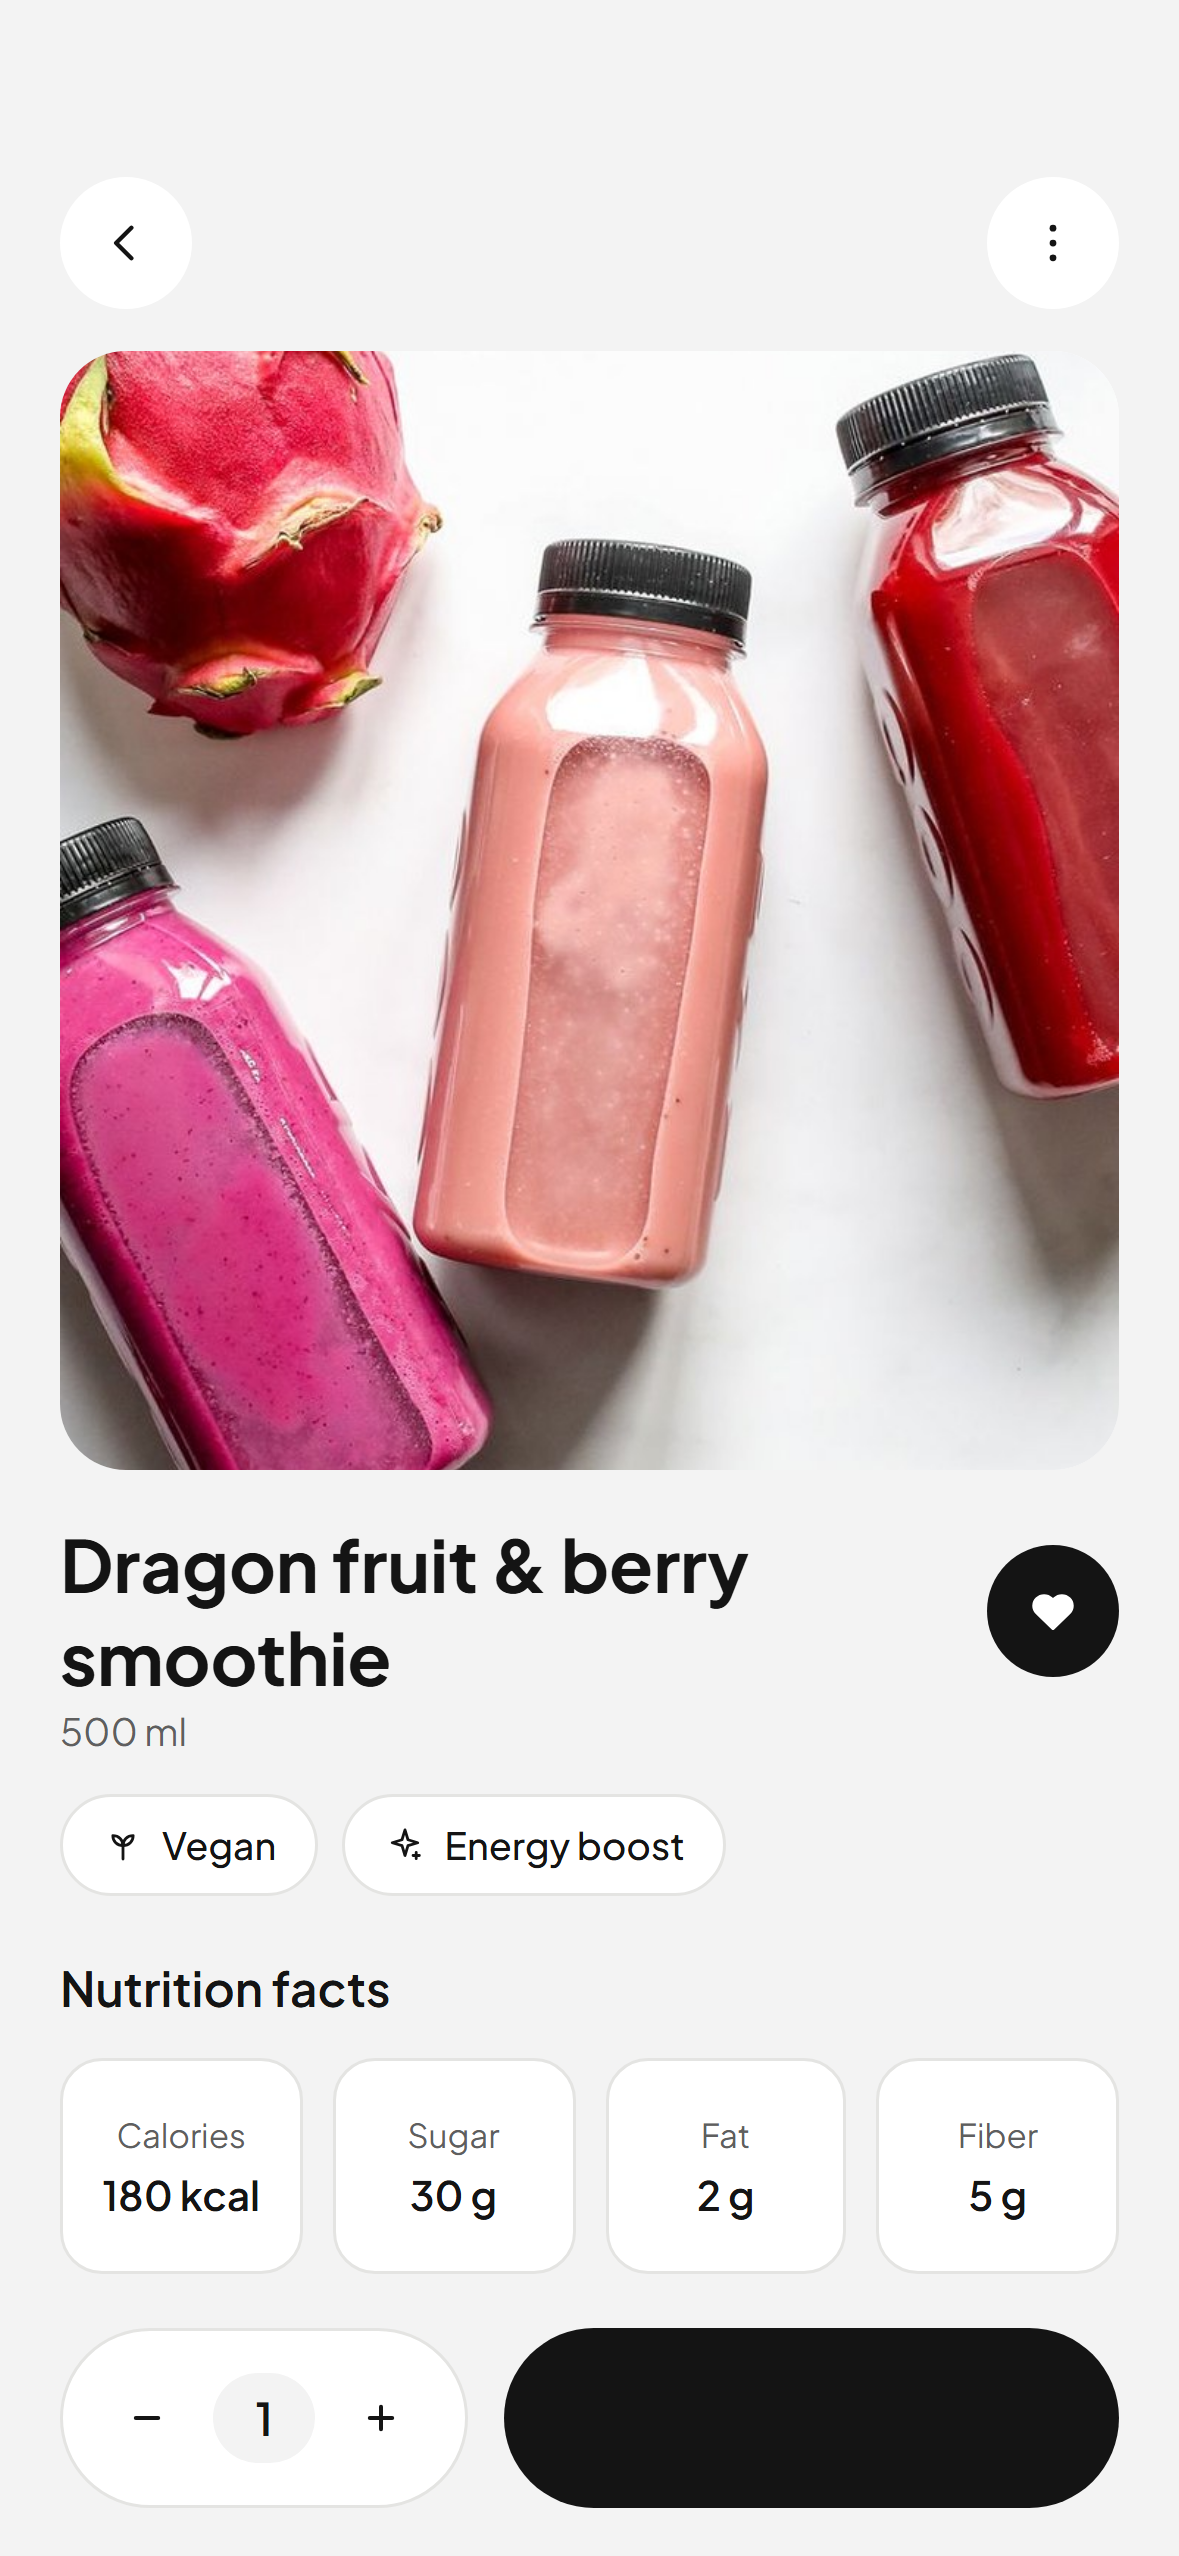 Dragon fruit & berry
smoothie
500 ml
Vegan
Energy boost
Nutrition facts
Calories
180 kcal
Sugar
30 g
Fat
2 g
Fiber
5 g
1